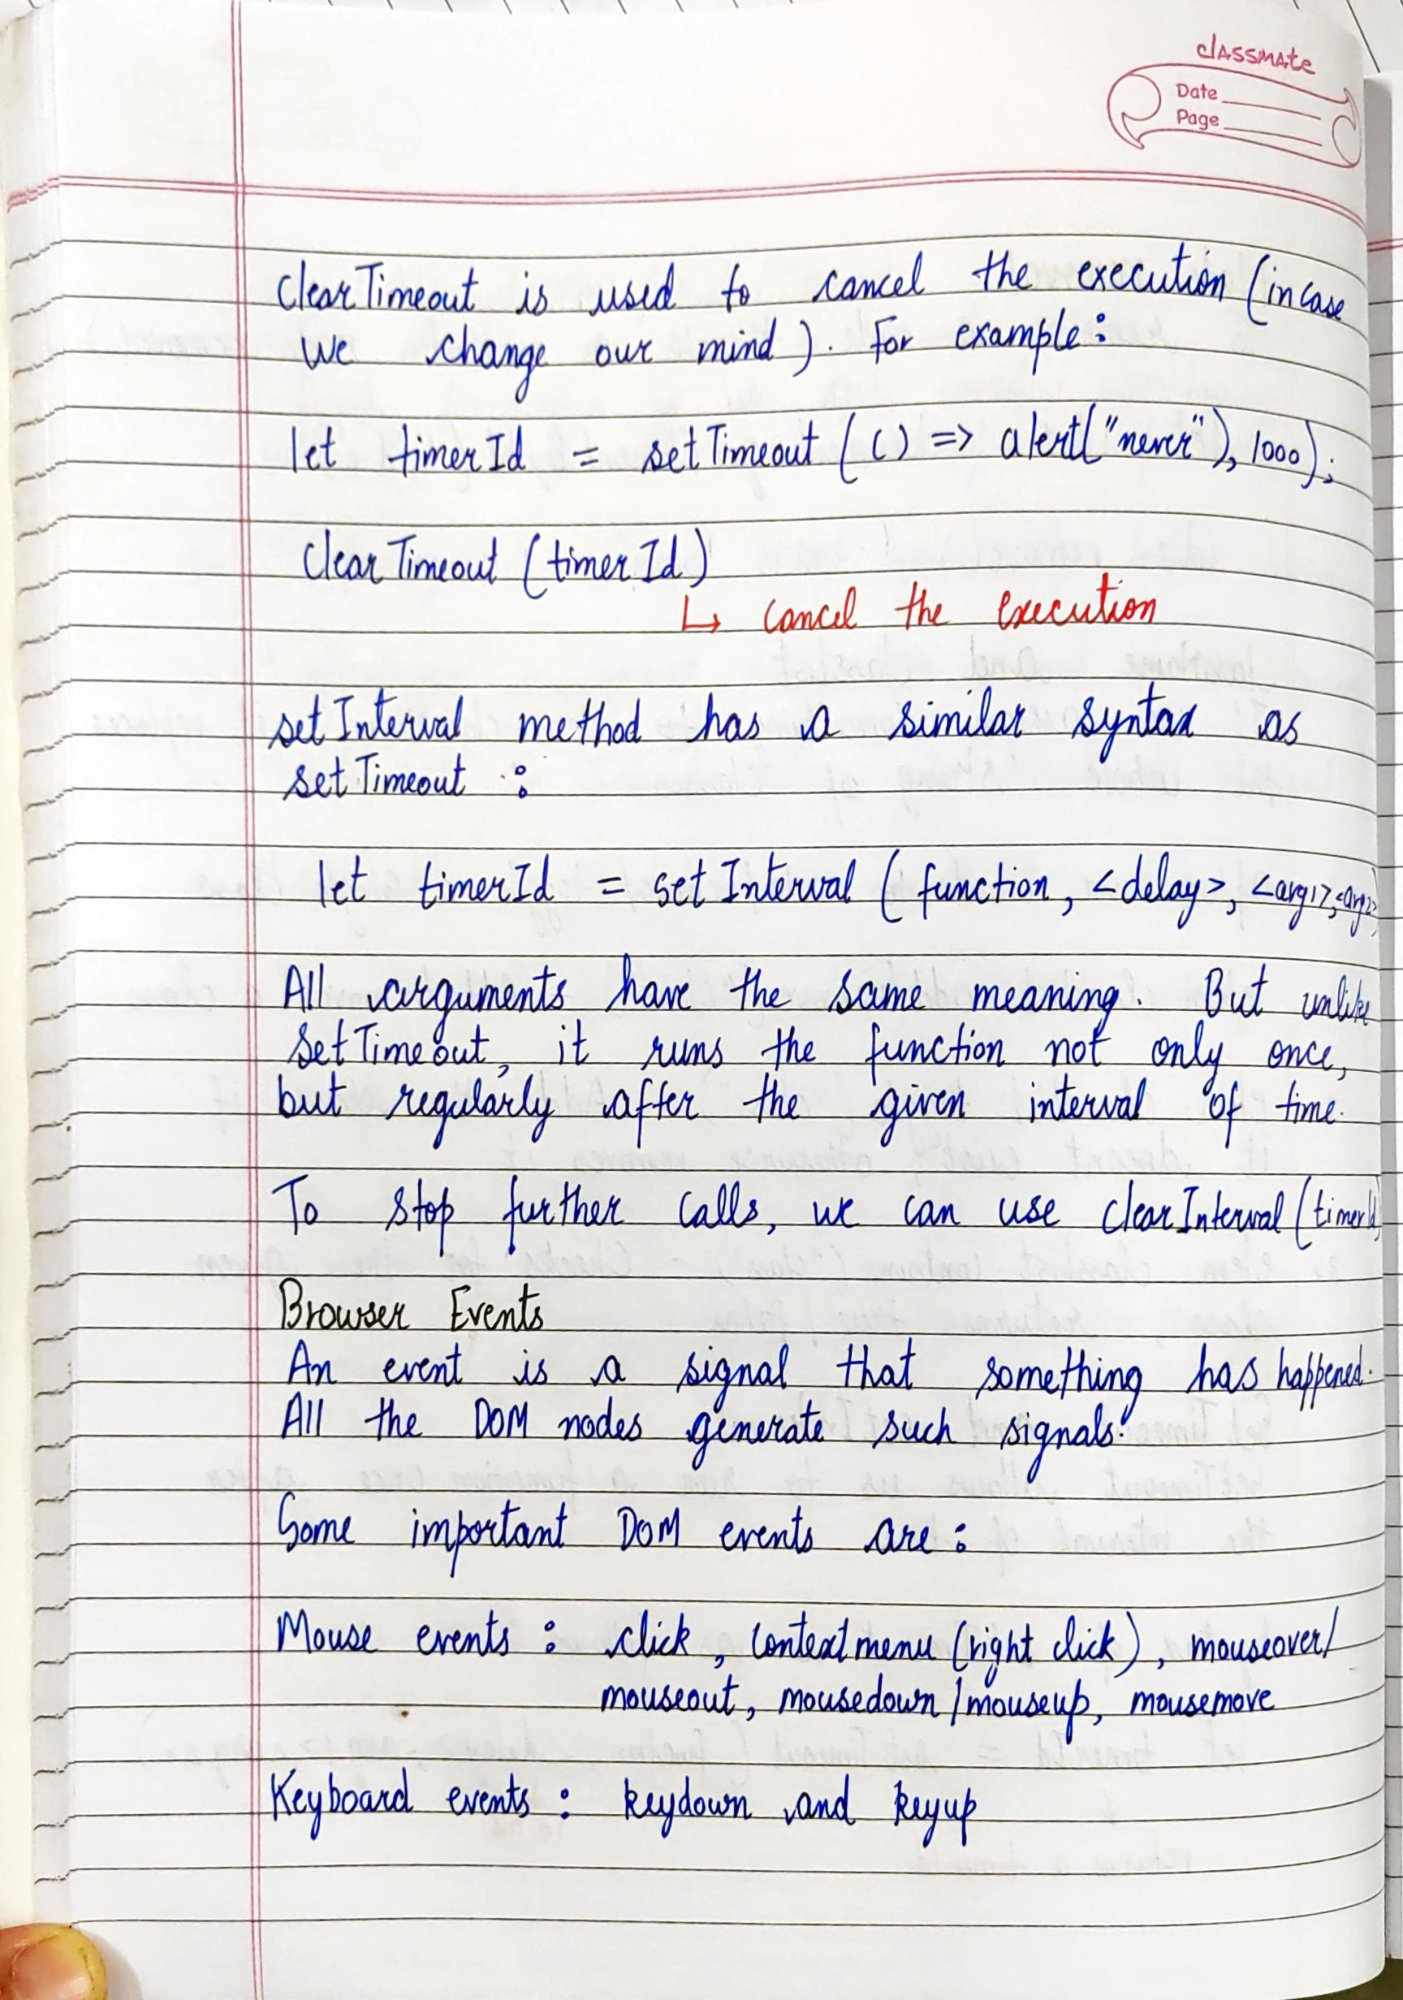 classmate
Date
Page
clearTimeout is used to cancel the execution (incase
we change our mind). For example:
let timerId = setTimeout (() => alert("never"), 1000);
clearTimeout (timerId)
↳ cancel the execution
setInterval method has a similar syntax as
setTimeout :
let timerId = setInterval (function, <delay>, <arg1>, <arg2>
All arguments have the same meaning. But unlike
setTimeout, it runs the function not only once,
but regularly after the given interval of time.
To stop further calls, we can use clearInterval (timerId
Browser Events
An event is a signal that something has happened.
All the DOM nodes generate such signals.
Some important DOM events are :
Mouse events : click, contextmenu (right click), mouseover/
mouseout, mousedown/mouseup, mousemove
Keyboard events : keydown and keyup